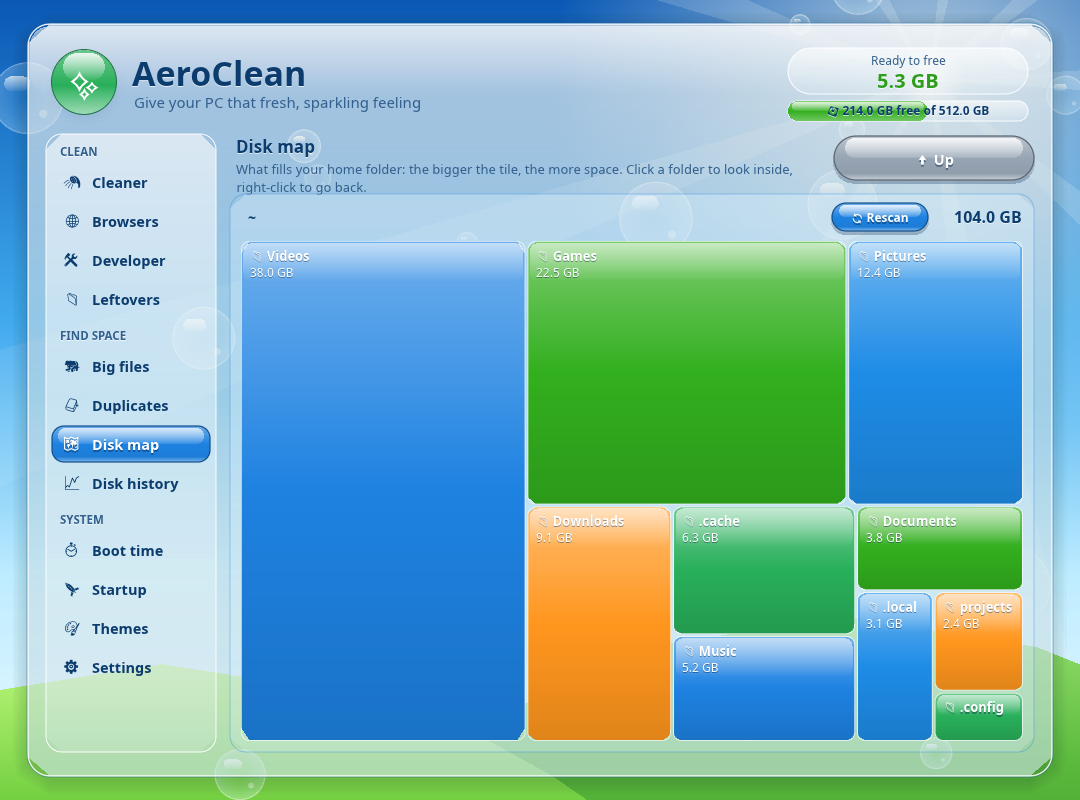 AeroClean
Give your PC that fresh, sparkling feeling
Ready to free
5.3 GB
214.0 GB free of 512.0 GB
CLEAN
Cleaner
Browsers
Developer
Leftovers
FIND SPACE
Big files
Duplicates
Disk map
Disk history
SYSTEM
Boot time
Startup
Themes
Settings
Disk map
What fills your home folder: the bigger the tile, the more space. Click a folder to look inside,
right-click to go back.
Up
~
Rescan
104.0 GB
Videos
38.0 GB
Games
22.5 GB
Pictures
12.4 GB
Downloads
9.1 GB
.cache
6.3 GB
Documents
3.8 GB
Music
5.2 GB
.local
3.1 GB
projects
2.4 GB
.config